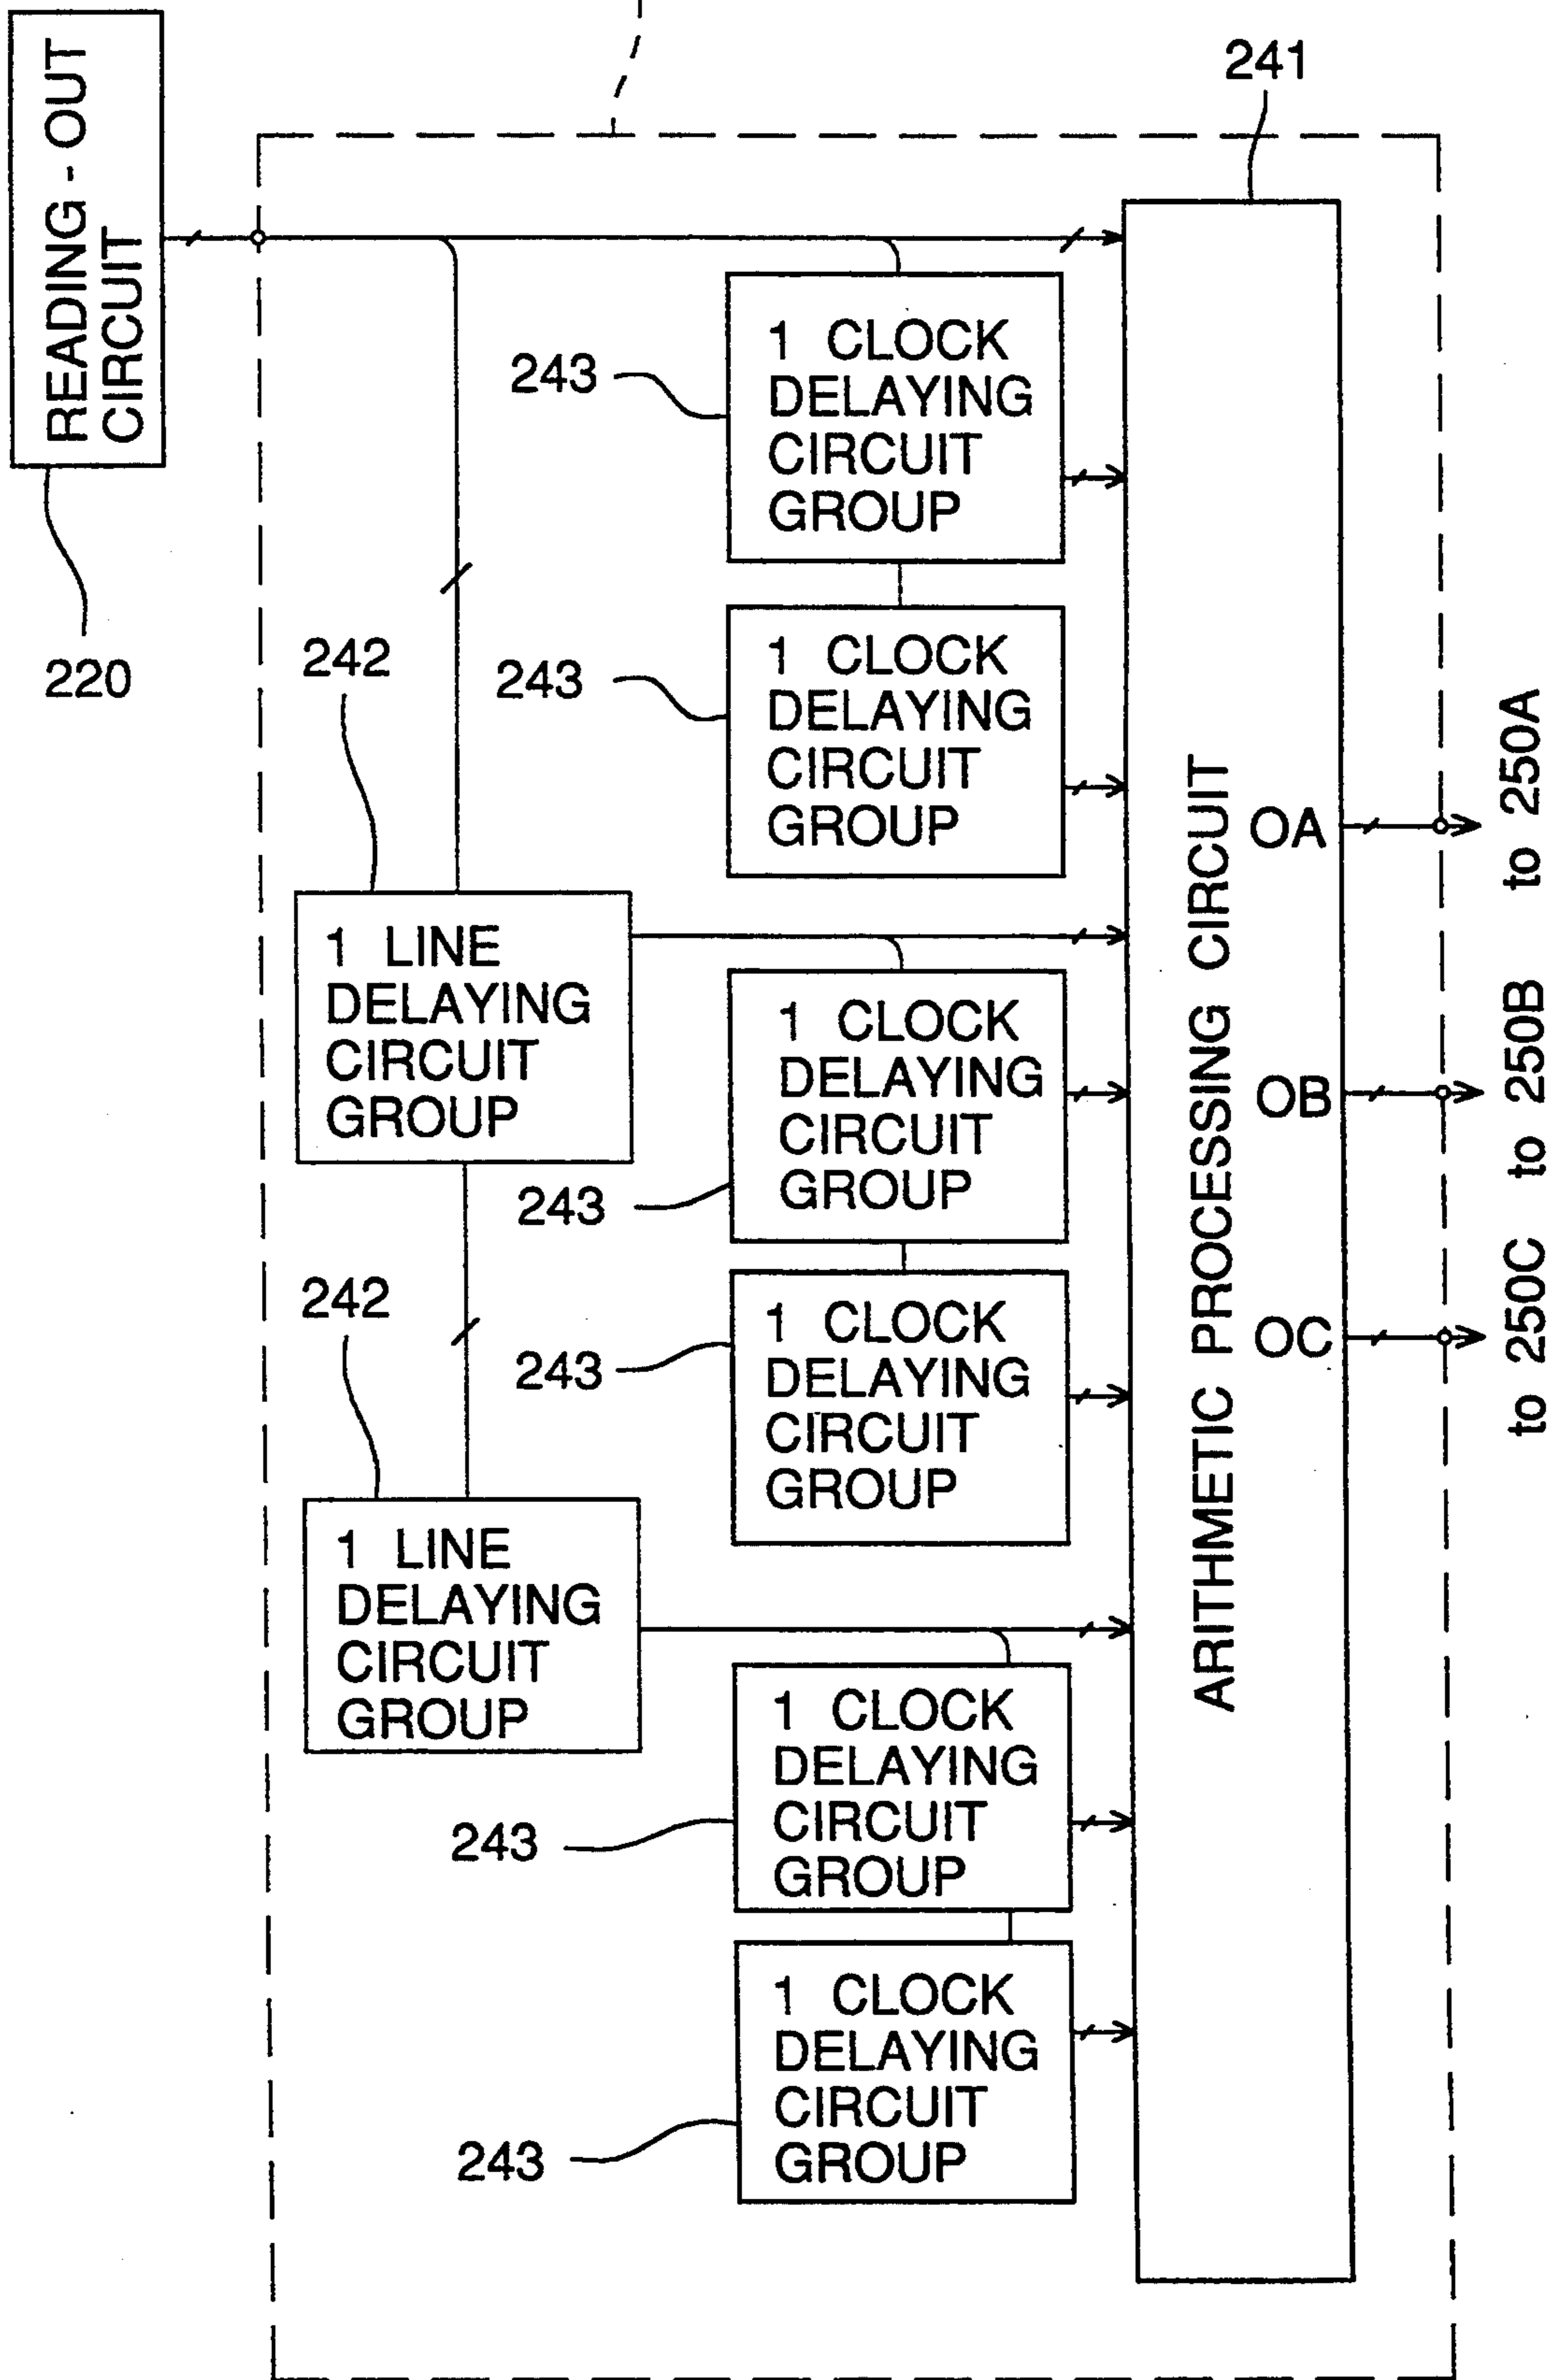 READING - OUT
CIRCUIT
220
241
243
1 CLOCK
DELAYING
CIRCUIT
GROUP
242
243
1 CLOCK
DELAYING
CIRCUIT
GROUP
1 LINE
DELAYING
CIRCUIT
GROUP
243
1 CLOCK
DELAYING
CIRCUIT
GROUP
242
243
1 CLOCK
DELAYING
CIRCUIT
GROUP
1 LINE
DELAYING
CIRCUIT
GROUP
243
1 CLOCK
DELAYING
CIRCUIT
GROUP
243
1 CLOCK
DELAYING
CIRCUIT
GROUP
ARITHMETIC PROCESSING CIRCUIT
OA
OB
OC
to 250A
to 250B
to 250C